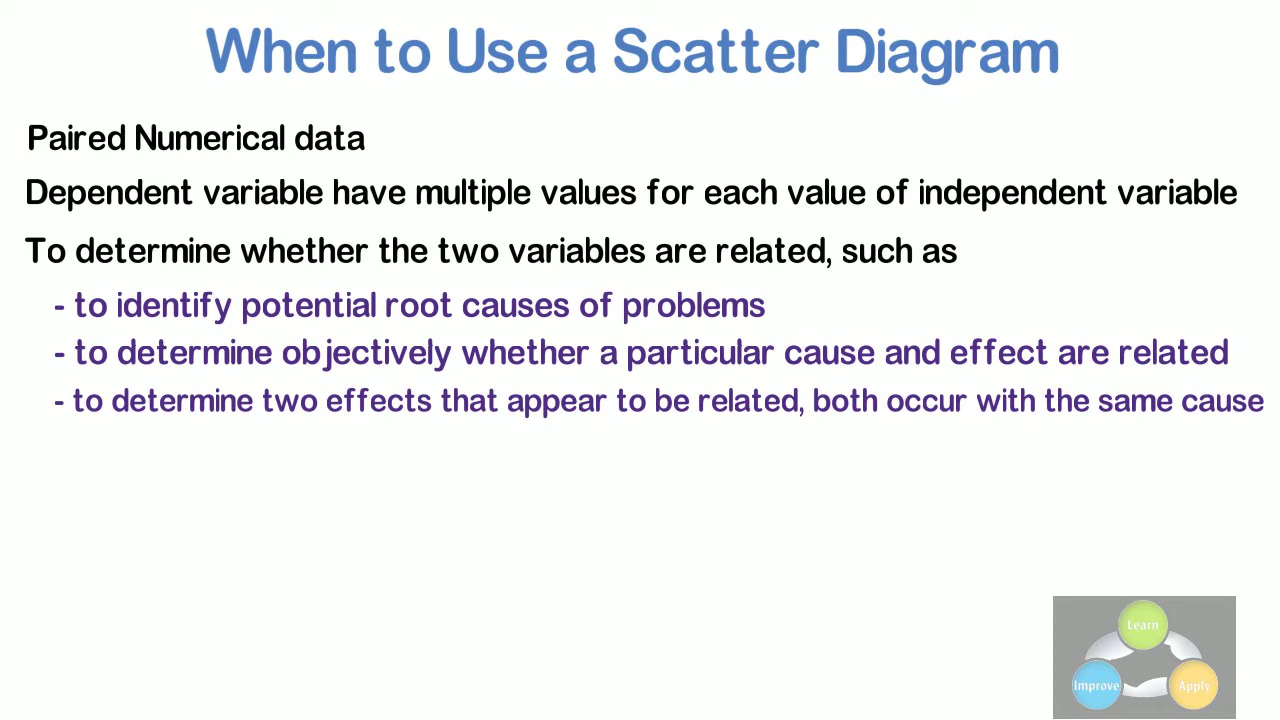 When to Use a Scatter Diagram
Paired Numerical data
Dependent variable have multiple values for each value of independent variable
To determine whether the two variables are related, such as
- to identify potential root causes of problems
- to determine objectively whether a particular cause and effect are related
- to determine two effects that appear to be related, both occur with the same cause
Learn
Improve
Apply